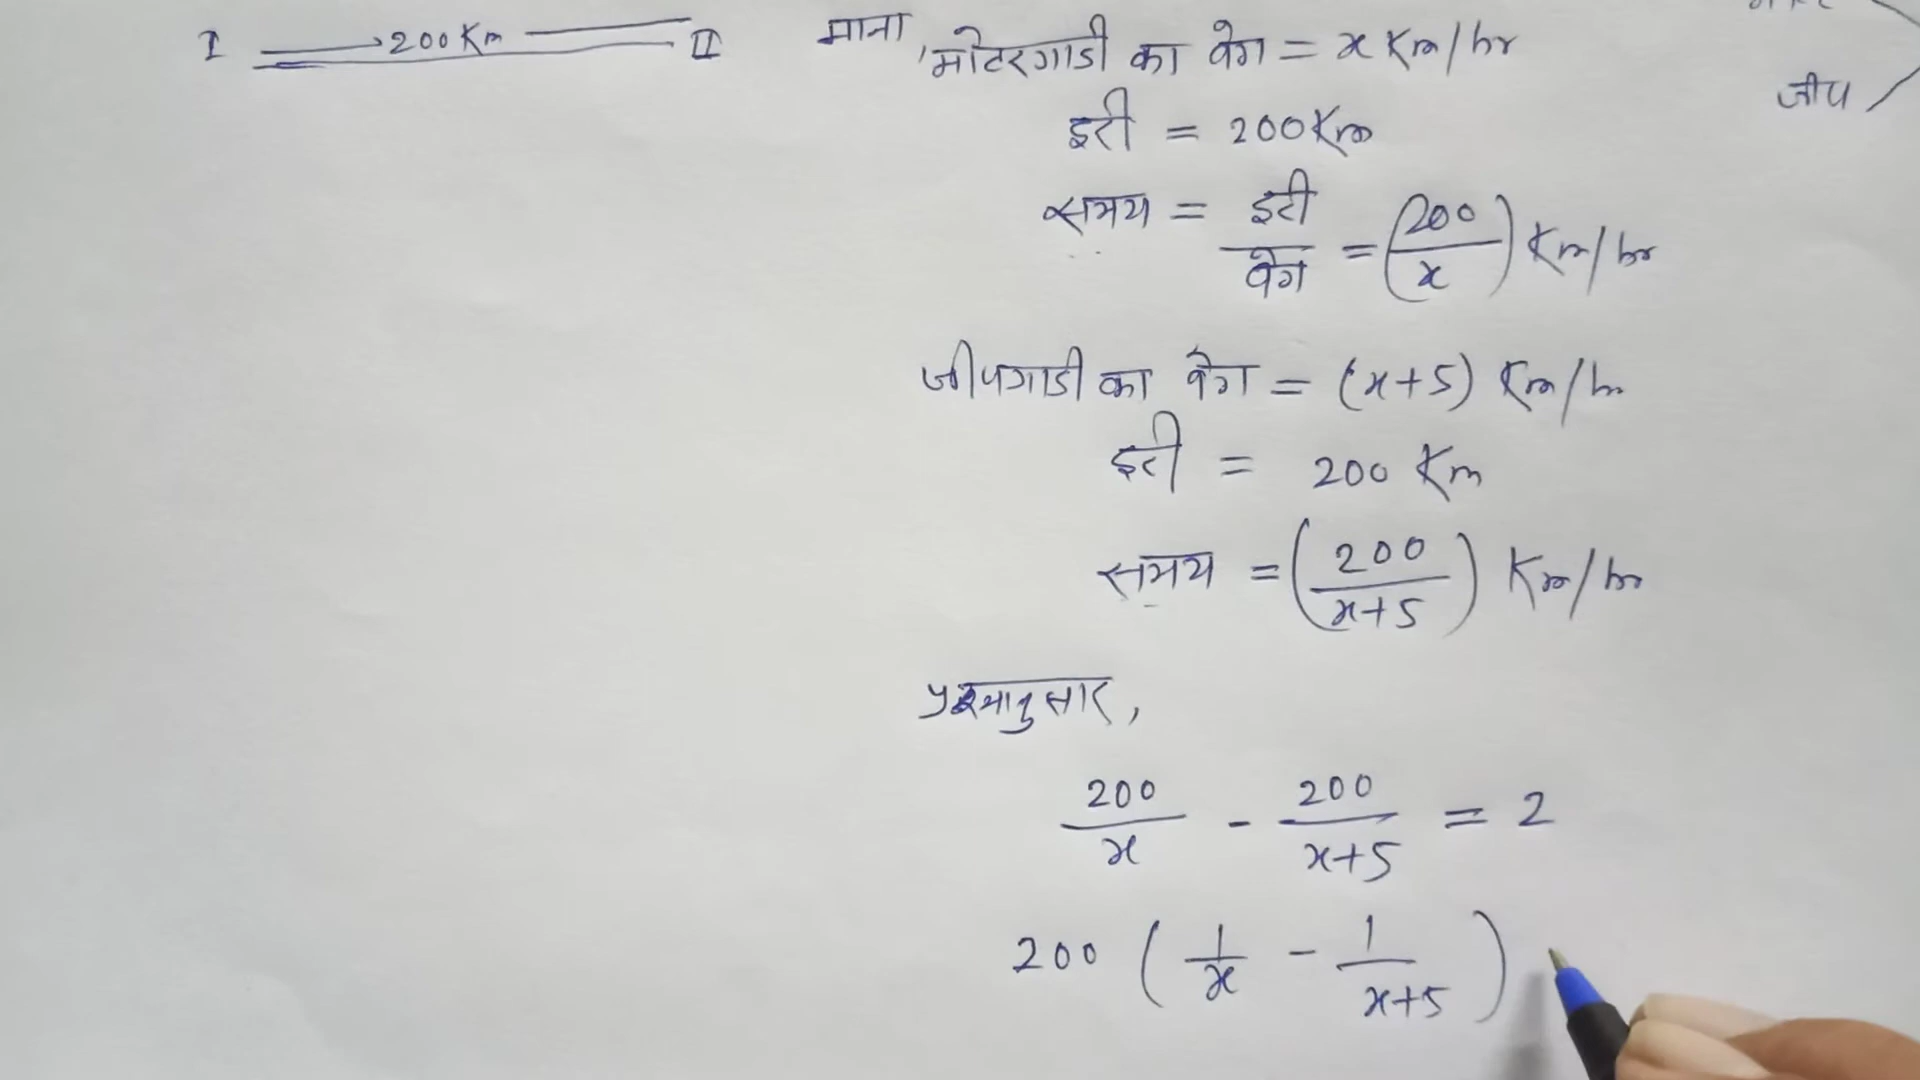 I → 200 Km II
माना, मोटरगाडी का वेग = x Km/hr
दुरी = 200 Km
समय = दुरी / वेग = (200 / x) Km/hr
जीप
जीपगाडी का वेग = (x+5) Km/hr
दुरी = 200 Km
समय = (200 / x+5) Km/hr
प्रश्नानुसार,
200 / x - 200 / x+5 = 2
200 (1 / x - 1 / x+5)